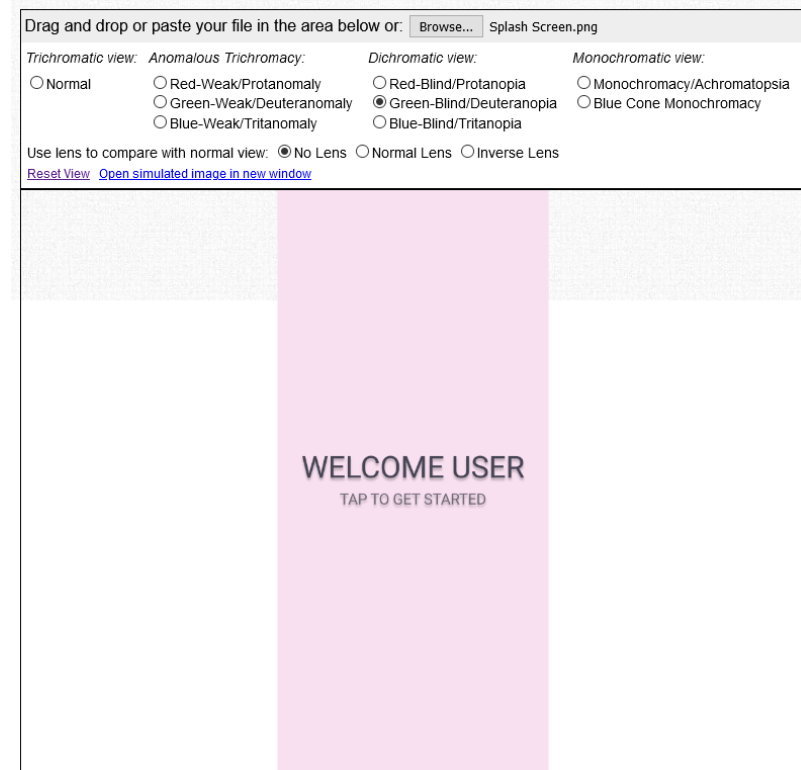 Drag and drop or paste your file in the area below or: Browse... Splash Screen.png
Trichromatic view: Anomalous Trichromacy: Dichromatic view: Monochromatic view:
Normal Red-Weak/Protanomaly Red-Blind/Protanopia Monochromacy/Achromatopsia
Green-Weak/Deuteranomaly Green-Blind/Deuteranopia Blue Cone Monochromacy
Blue-Weak/Tritanomaly Blue-Blind/Tritanopia
Use lens to compare with normal view: No Lens Normal Lens Inverse Lens
Reset View Open simulated image in new window
WELCOME USER
TAP TO GET STARTED